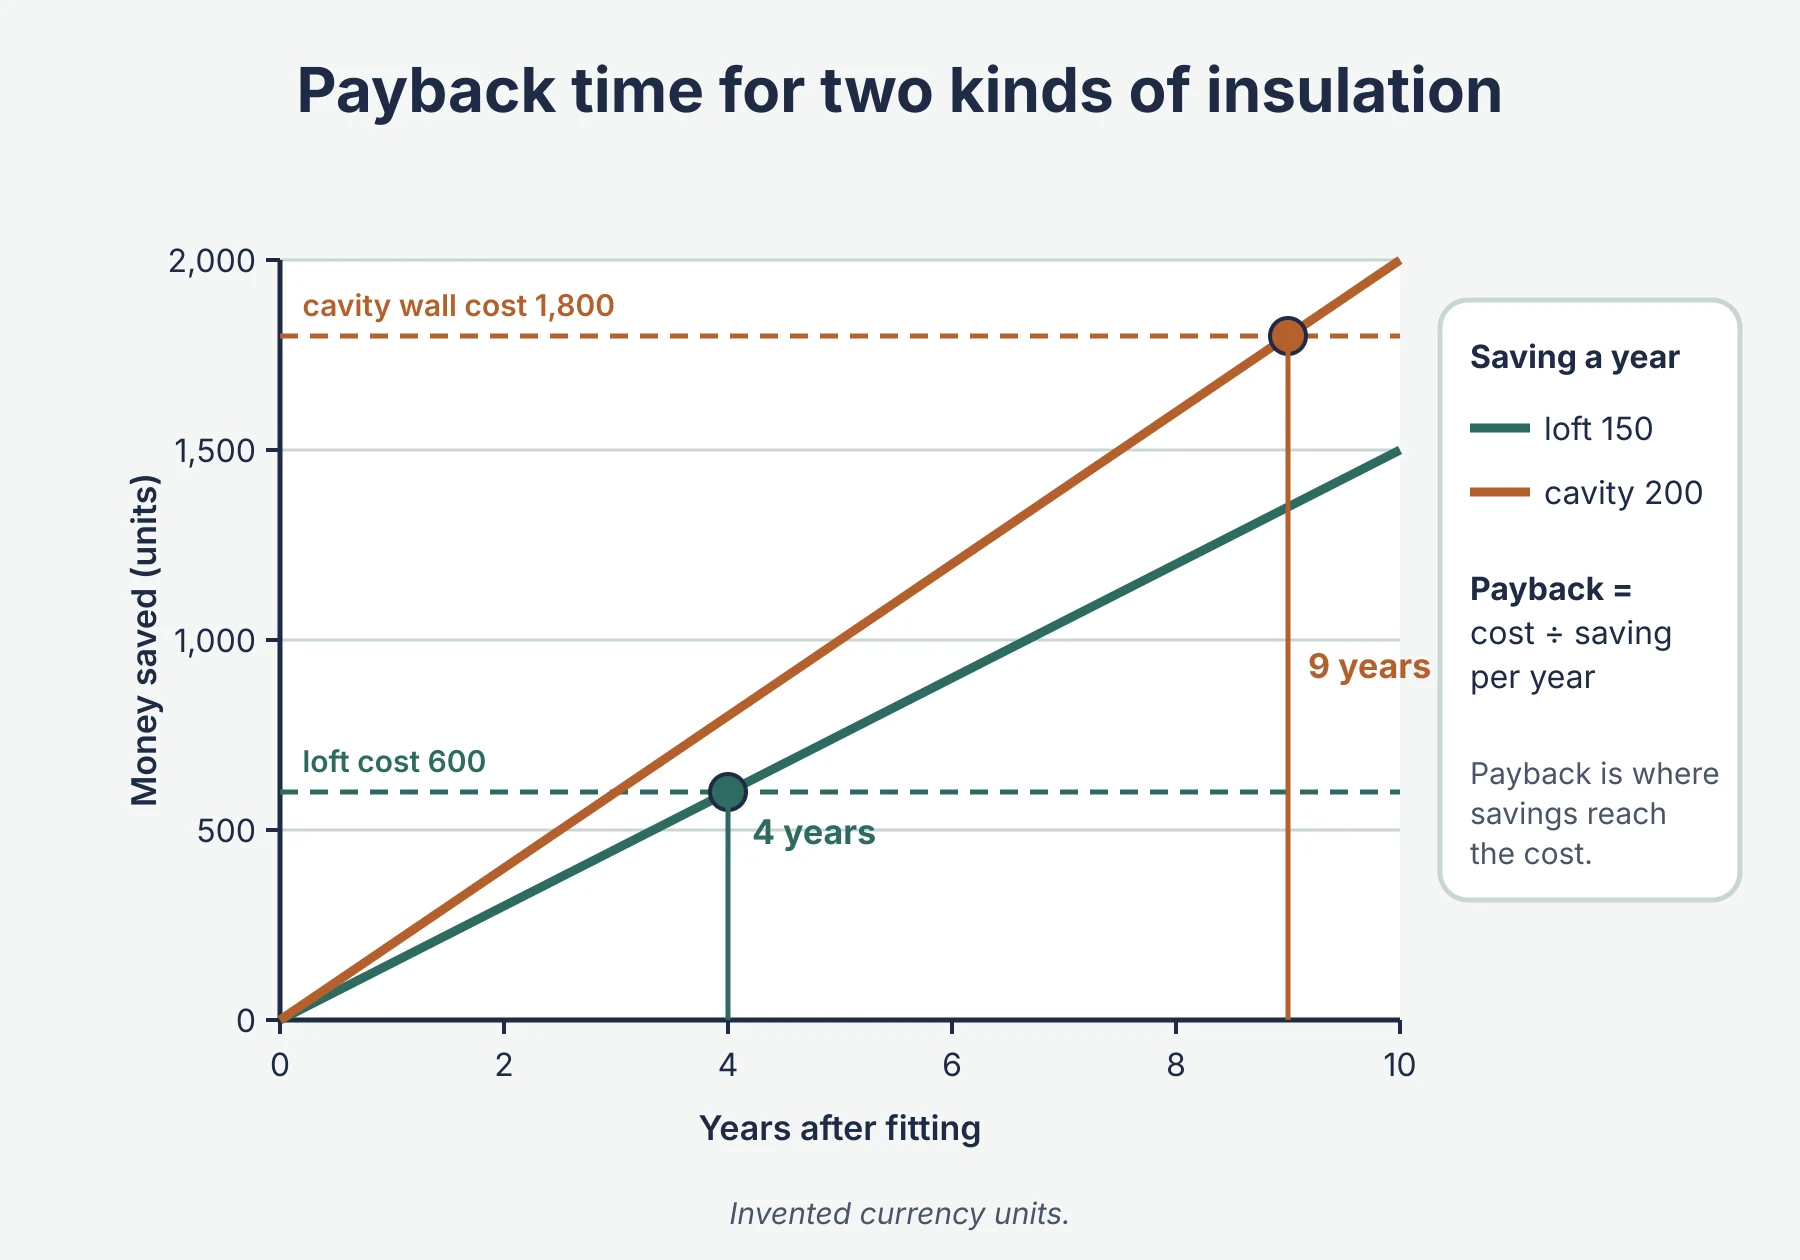 Payback time for two kinds of insulation
2,000
1,500
1,000
500
0
Money saved (units)
cavity wall cost 1,800
loft cost 600
4 years
9 years
0
2
4
6
8
10
Years after fitting
Saving a year
loft 150
cavity 200
Payback =
cost ÷ saving
per year
Payback is where
savings reach
the cost.
Invented currency units.